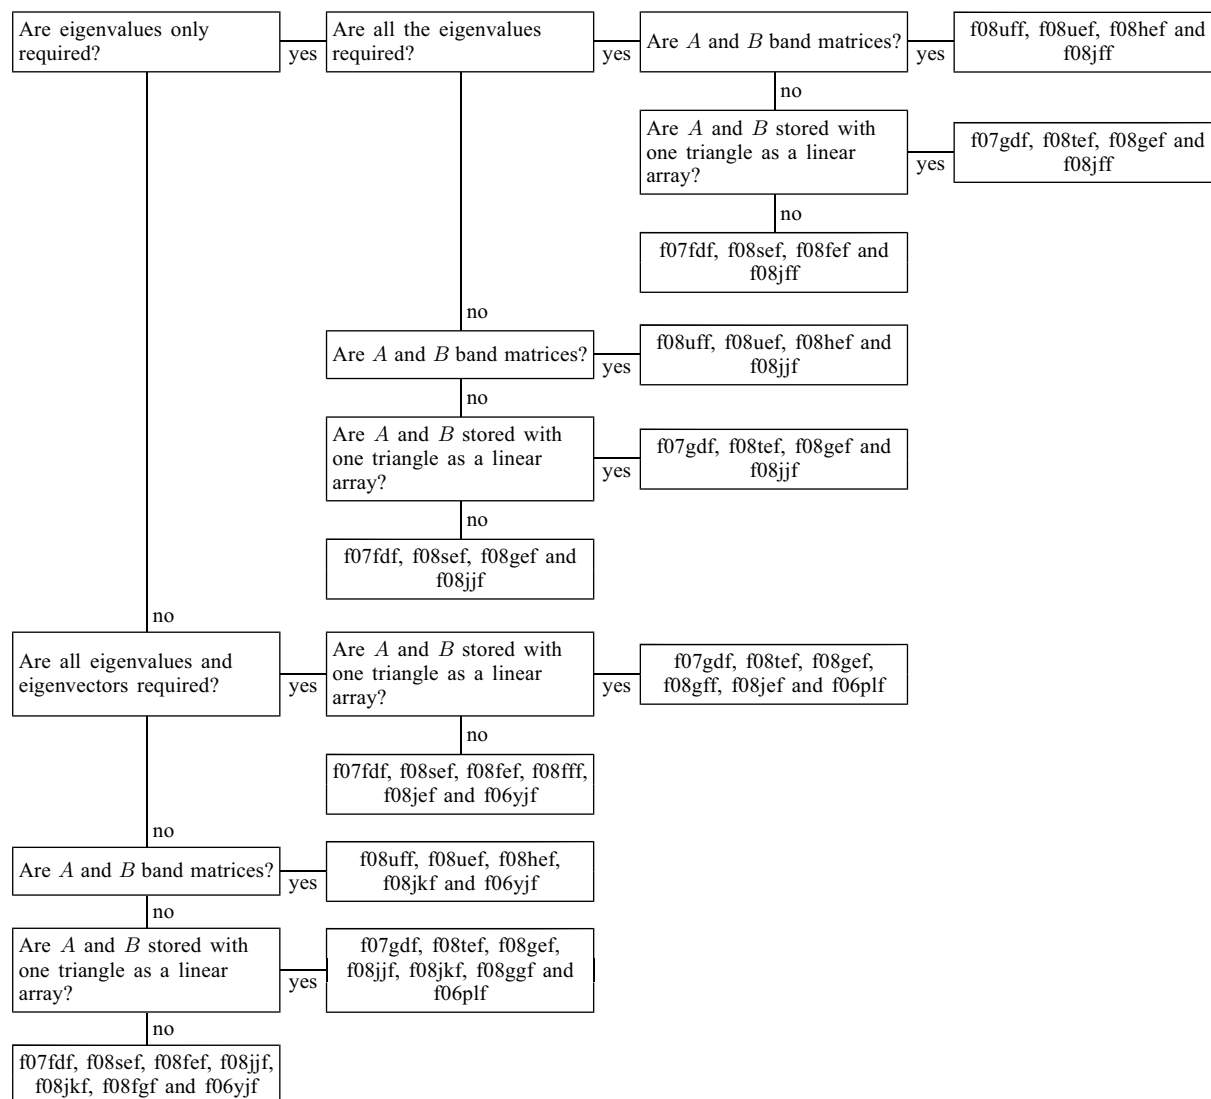 Are eigenvalues only
required?
yes
Are all the eigenvalues
required?
yes
Are A and B band matrices?
yes
f08uff, f08uef, f08hef and
f08jff
no
Are A and B stored with
one triangle as a linear
array?
yes
f07gdf, f08tef, f08gef and
f08jff
no
f07fdf, f08sef, f08fef and
f08jff
no
Are A and B band matrices?
yes
f08uff, f08uef, f08hef and
f08jjf
no
Are A and B stored with
one triangle as a linear
array?
yes
f07gdf, f08tef, f08gef and
f08jjf
no
f07fdf, f08sef, f08gef and
f08jjf
no
Are all eigenvalues and
eigenvectors required?
yes
Are A and B stored with
one triangle as a linear
array?
yes
f07gdf, f08tef, f08gef,
f08gff, f08jef and f06plf
no
f07fdf, f08sef, f08fef, f08fff,
f08jef and f06yjf
no
Are A and B band matrices?
yes
f08uff, f08uef, f08hef,
f08jkf and f06yjf
no
Are A and B stored with
one triangle as a linear
array?
yes
f07gdf, f08tef, f08gef,
f08jjf, f08jkf, f08ggf and
f06plf
no
f07fdf, f08sef, f08fef, f08jjf,
f08jkf, f08fgf and f06yjf